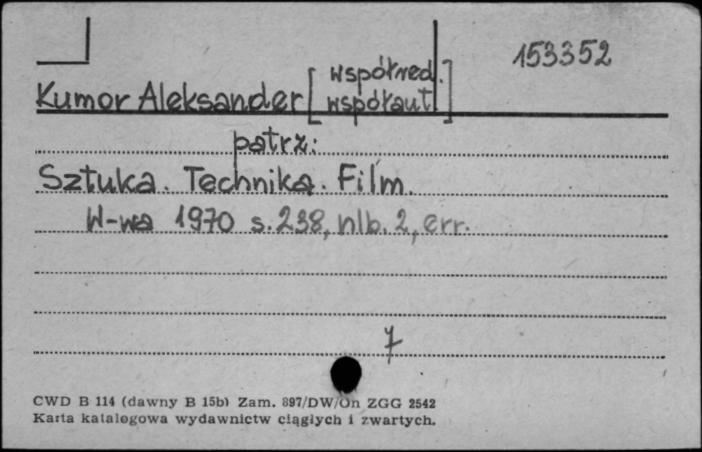 153352
Kumor Aleksander [współred. współaut.]
patrz:
Sztuka. Technika. Film.
W-wa 1970 s. 238, nlb. 2, err.
7
CWD B 114 (dawny B 15b) Zam. 897/DW/On ZGG 2542
Karta katalogowa wydawnictw ciągłych i zwartych.